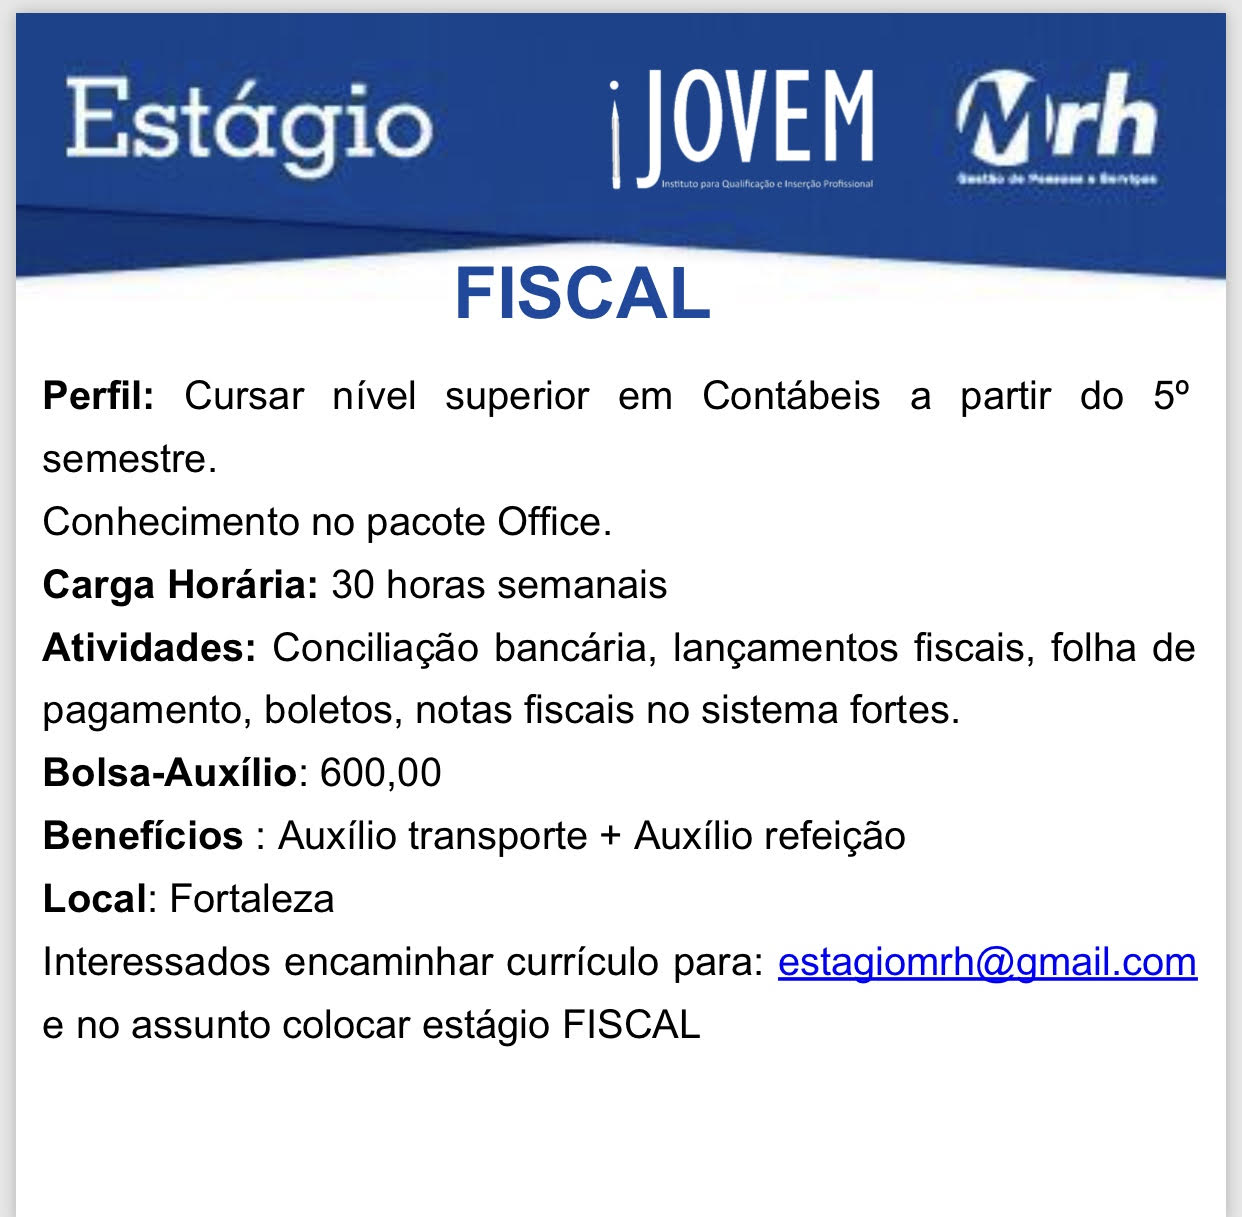 Estágio
i JOVEM
Instituto para Qualificação e Inserção Profissional
Mrh
Gestão de Pessoas e Serviços
FISCAL
Perfil: Cursar nível superior em Contábeis a partir do 5º
semestre.
Conhecimento no pacote Office.
Carga Horária: 30 horas semanais
Atividades: Conciliação bancária, lançamentos fiscais, folha de
pagamento, boletos, notas fiscais no sistema fortes.
Bolsa-Auxílio: 600,00
Benefícios : Auxílio transporte + Auxílio refeição
Local: Fortaleza
Interessados encaminhar currículo para: estagiomrh@gmail.com
e no assunto colocar estágio FISCAL